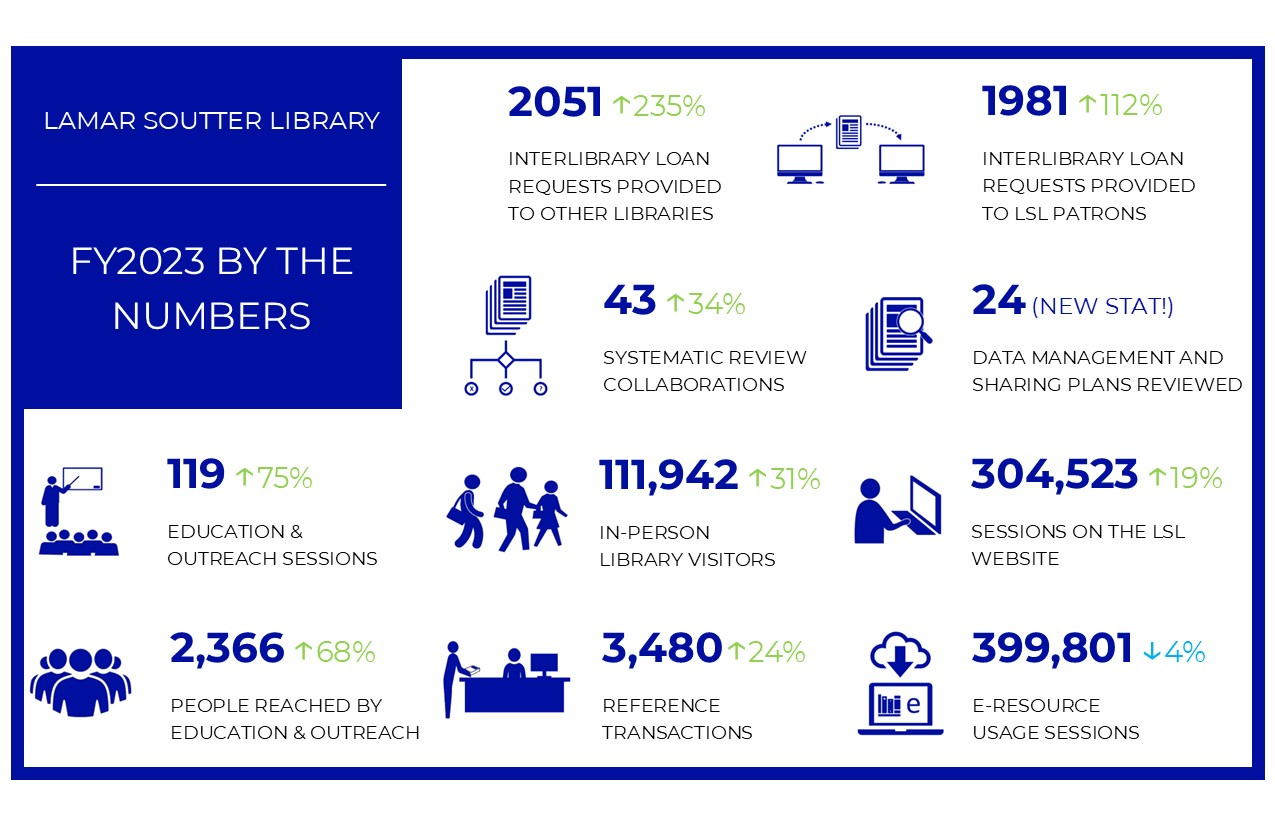 LAMAR SOUTTER LIBRARY
FY2023 BY THE
NUMBERS
2051 ↑235%
INTERLIBRARY LOAN
REQUESTS PROVIDED
TO OTHER LIBRARIES
1981 ↑112%
INTERLIBRARY LOAN
REQUESTS PROVIDED
TO LSL PATRONS
43 ↑34%
SYSTEMATIC REVIEW
COLLABORATIONS
24 (NEW STAT!)
DATA MANAGEMENT AND
SHARING PLANS REVIEWED
119 ↑75%
EDUCATION &
OUTREACH SESSIONS
111,942 ↑31%
IN-PERSON
LIBRARY VISITORS
304,523 ↑19%
SESSIONS ON THE LSL
WEBSITE
2,366 ↑68%
PEOPLE REACHED BY
EDUCATION & OUTREACH
3,480 ↑24%
REFERENCE
TRANSACTIONS
e
399,801 ↓4%
E-RESOURCE
USAGE SESSIONS